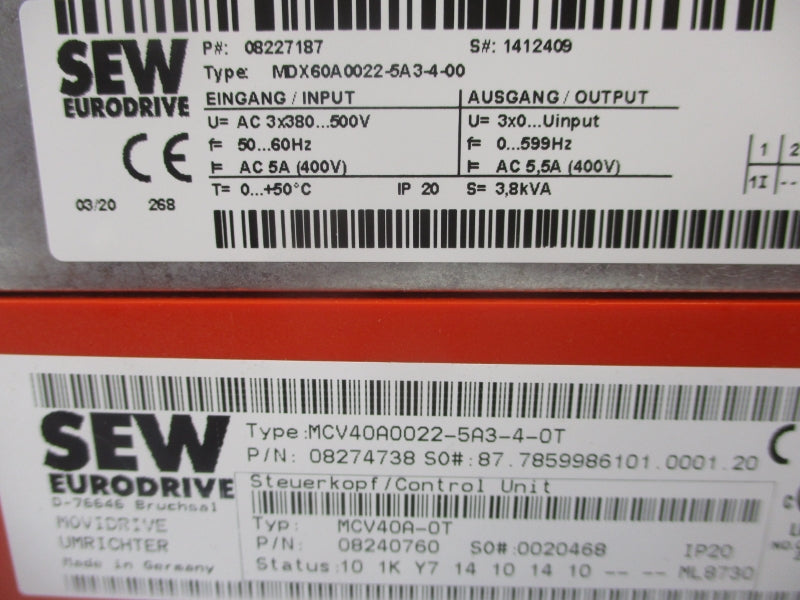 SEW
EURODRIVE
P#: 08227187 S#: 1412409
Type: MDX60A0022-5A3-4-00
EINGANG / INPUT AUSGANG / OUTPUT
U= AC 3x380...500V U= 3x0...Uinput
f= 50...60Hz f= 0...599Hz
I= AC 5A (400V) I= AC 5,5A (400V)
T= 0...+50°C IP 20 S= 3,8kVA
CE
03/20 268
1 2
1I --
SEW
EURODRIVE
D-76646 Bruchsal
MOVIDRIVE
UMRICHTER
Made in Germany
Type:MCV40A0022-5A3-4-0T
P/N: 08274738 SO#:87.7859986101.0001.20
Steuerkopf/Control Unit
Typ: MCV40A-0T
P/N: 08240760 SO#:0020468 IP20
Status:10 1K Y7 14 10 14 10 -- -- ML8730